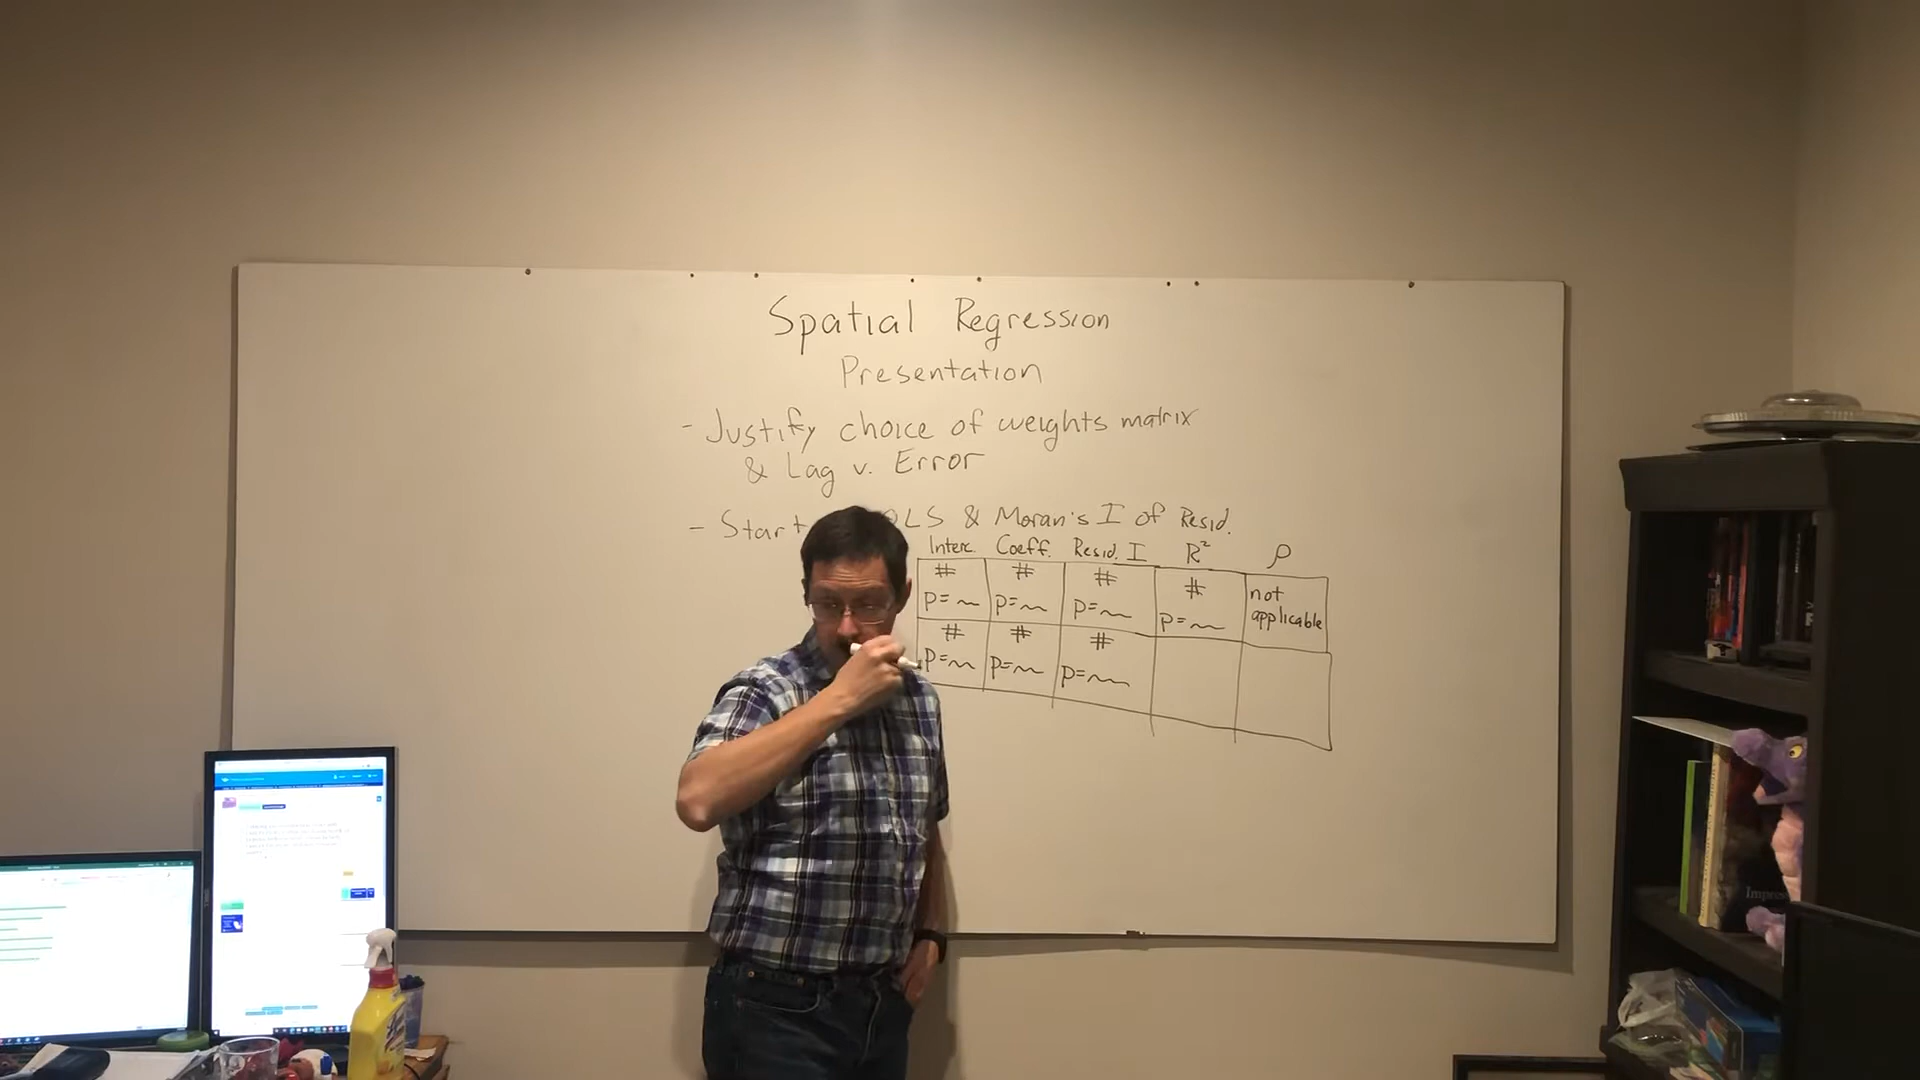 Spatial Regression
Presentation
- Justify choice of weights matrix
& Lag v. Error
- Start OLS & Moran's I of Resid.
Interc. Coeff. Resid. I R² ρ
# # # # not
p= p= p= p= applicable
# # #
p= p= p=
Impre